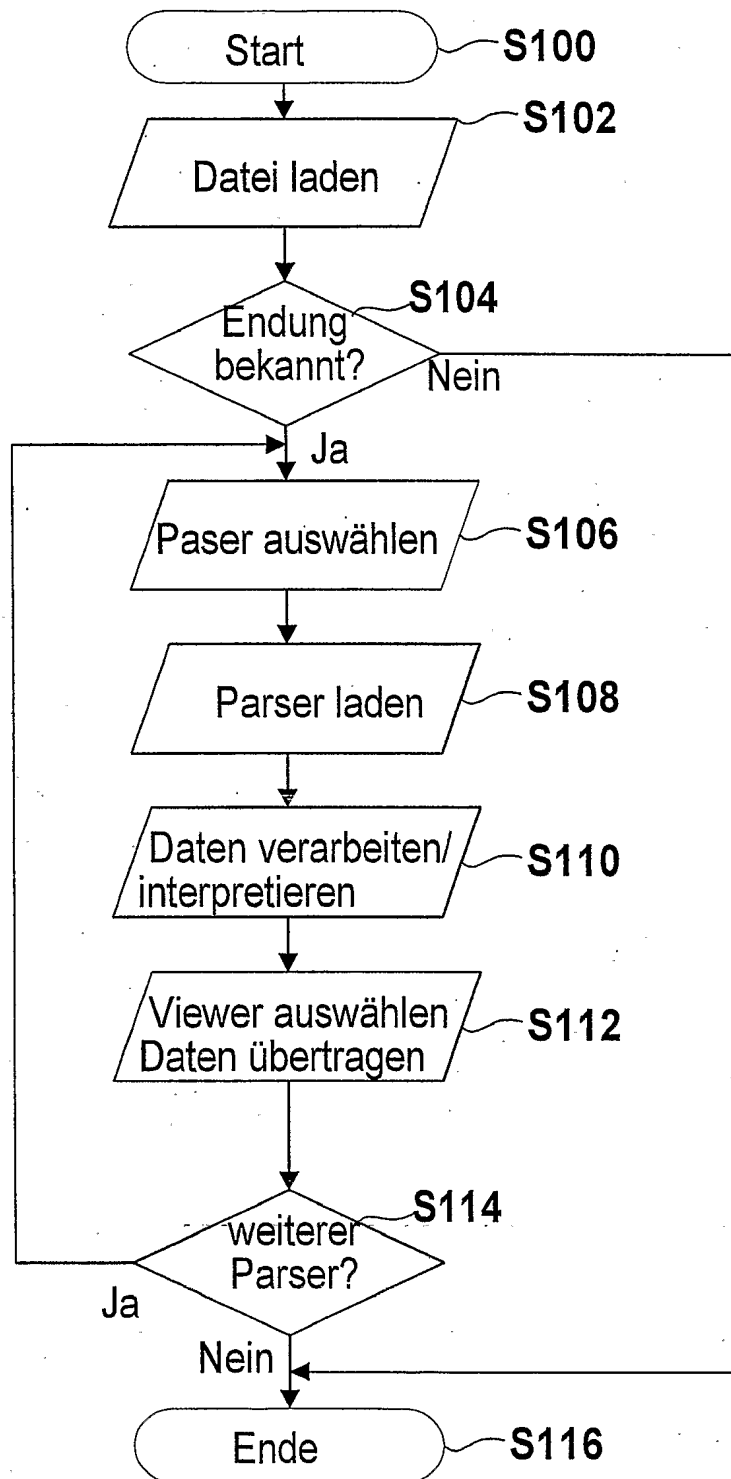 Start
S100
S102
Datei laden
S104
Endung
bekannt?
Nein
Ja
Paser auswählen
S106
Parser laden
S108
Daten verarbeiten/
interpretieren
S110
Viewer auswählen
Daten übertragen
S112
S114
weiterer
Parser?
Ja
Nein
Ende
S116